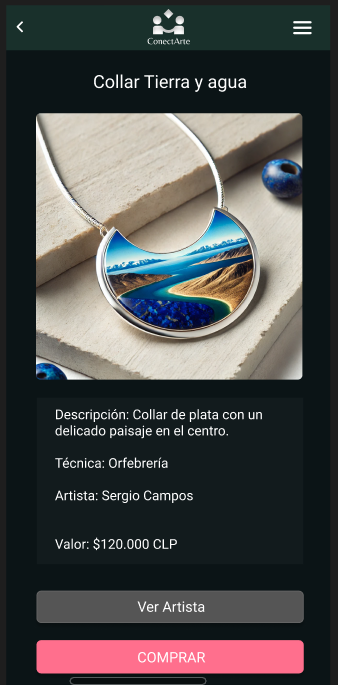 ConectArte
Collar Tierra y agua
Descripción: Collar de plata con un
delicado paisaje en el centro.
Técnica: Orfebrería
Artista: Sergio Campos
Valor: $120.000 CLP
Ver Artista
COMPRAR